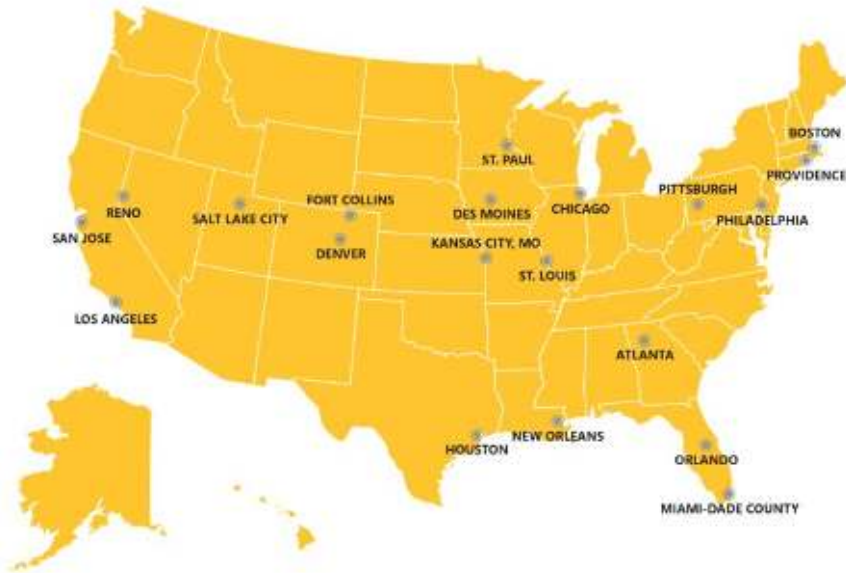 BOSTON
ST. PAUL
PROVIDENCE
PITTSBURGH
FORT COLLINS
RENO
SALT LAKE CITY
DES MOINES
CHICAGO
PHILADELPHIA
SAN JOSE
DENVER
KANSAS CITY, MO
ST. LOUIS
LOS ANGELES
ATLANTA
NEW ORLEANS
HOUSTON
ORLANDO
MIAMI-DADE COUNTY